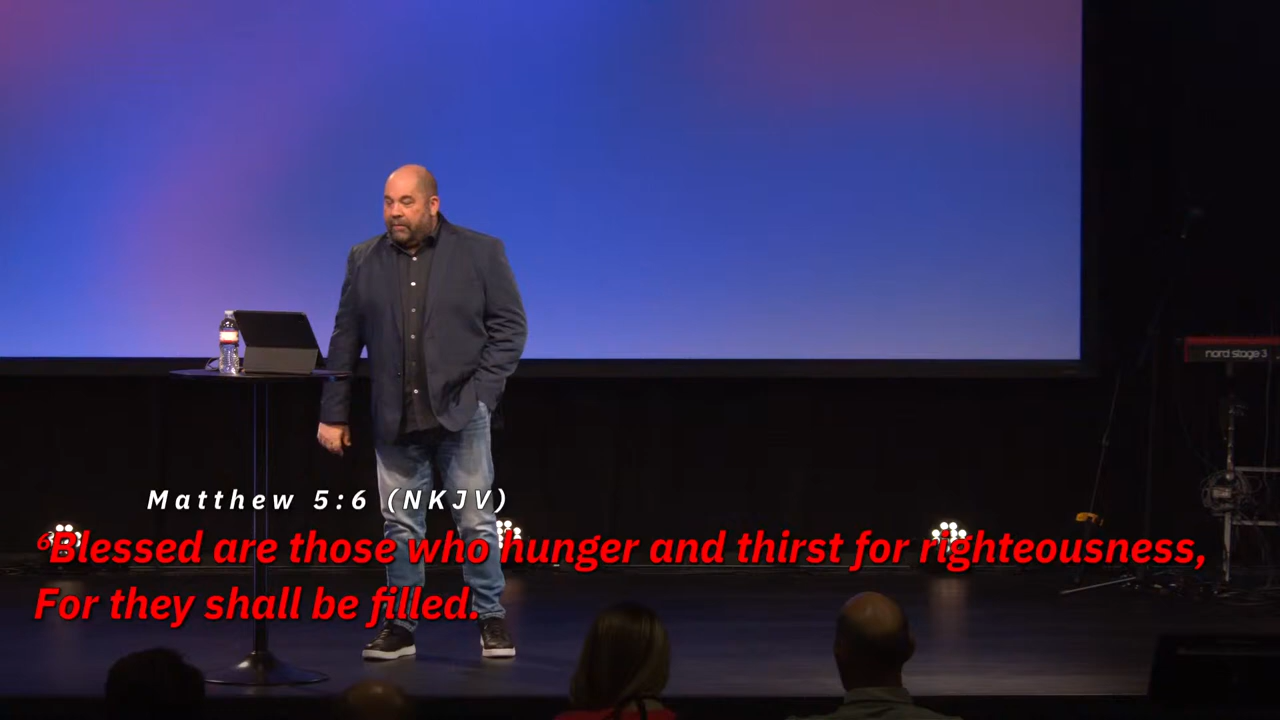 Matthew 5:6 (NKJV)
“Blessed are those who hunger and thirst for righteousness,
For they shall be filled.
nord stage 3